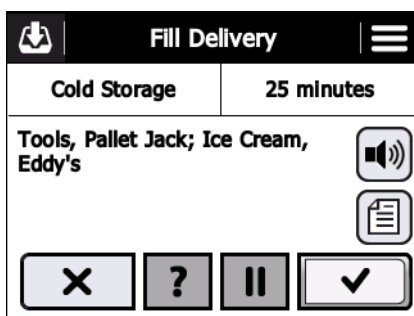 Fill Delivery
Cold Storage
25 minutes
Tools, Pallet Jack; Ice Cream,
Eddy's
?